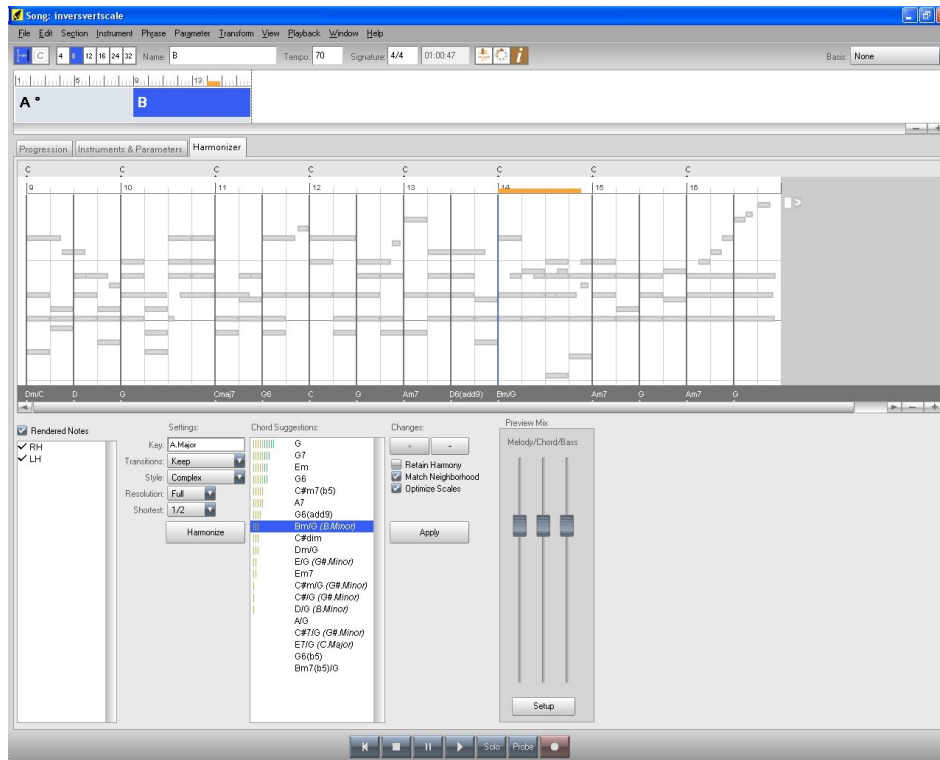 Song: inversvertscale
File Edit Section Instrument Phrase Parameter Transform View Playback Window Help
C 4 8 12 16 24 32 Name: B Tempo: 70 Signature: 4/4 01:00:47 i Basis: None
1 5 9 13
A ° B
Progression Instruments & Parameters Harmonizer
C C C C C C C C
9 10 11 12 13 14 15 16
Dm/C D G Cmaj7 G6 C G Am7 D6(add9) Bm/G Am7 G Am7 G
Rendered Notes
RH
LH
Settings:
Key: A.Major
Transitions: Keep
Style: Complex
Resolution: Full
Shortest: 1/2
Harmonize
Chord Suggestions:
G
G7
Em
G6
C#m7(b5)
A7
G6(add9)
Bm/G (B.Minor)
C#dim
Dm/G
E/G (G#.Minor)
Em7
C#m/G (G#.Minor)
C#/G (G#.Minor)
D/G (B.Minor)
A/G
C#7/G (G#.Minor)
E7/G (C.Major)
G6(b5)
Bm7(b5)/G
Changes:
+ -
Retain Harmony
Match Neighborhood
Optimize Scales
Apply
Preview Mix
Melody/Chord/Bass
Setup
Solo Probe